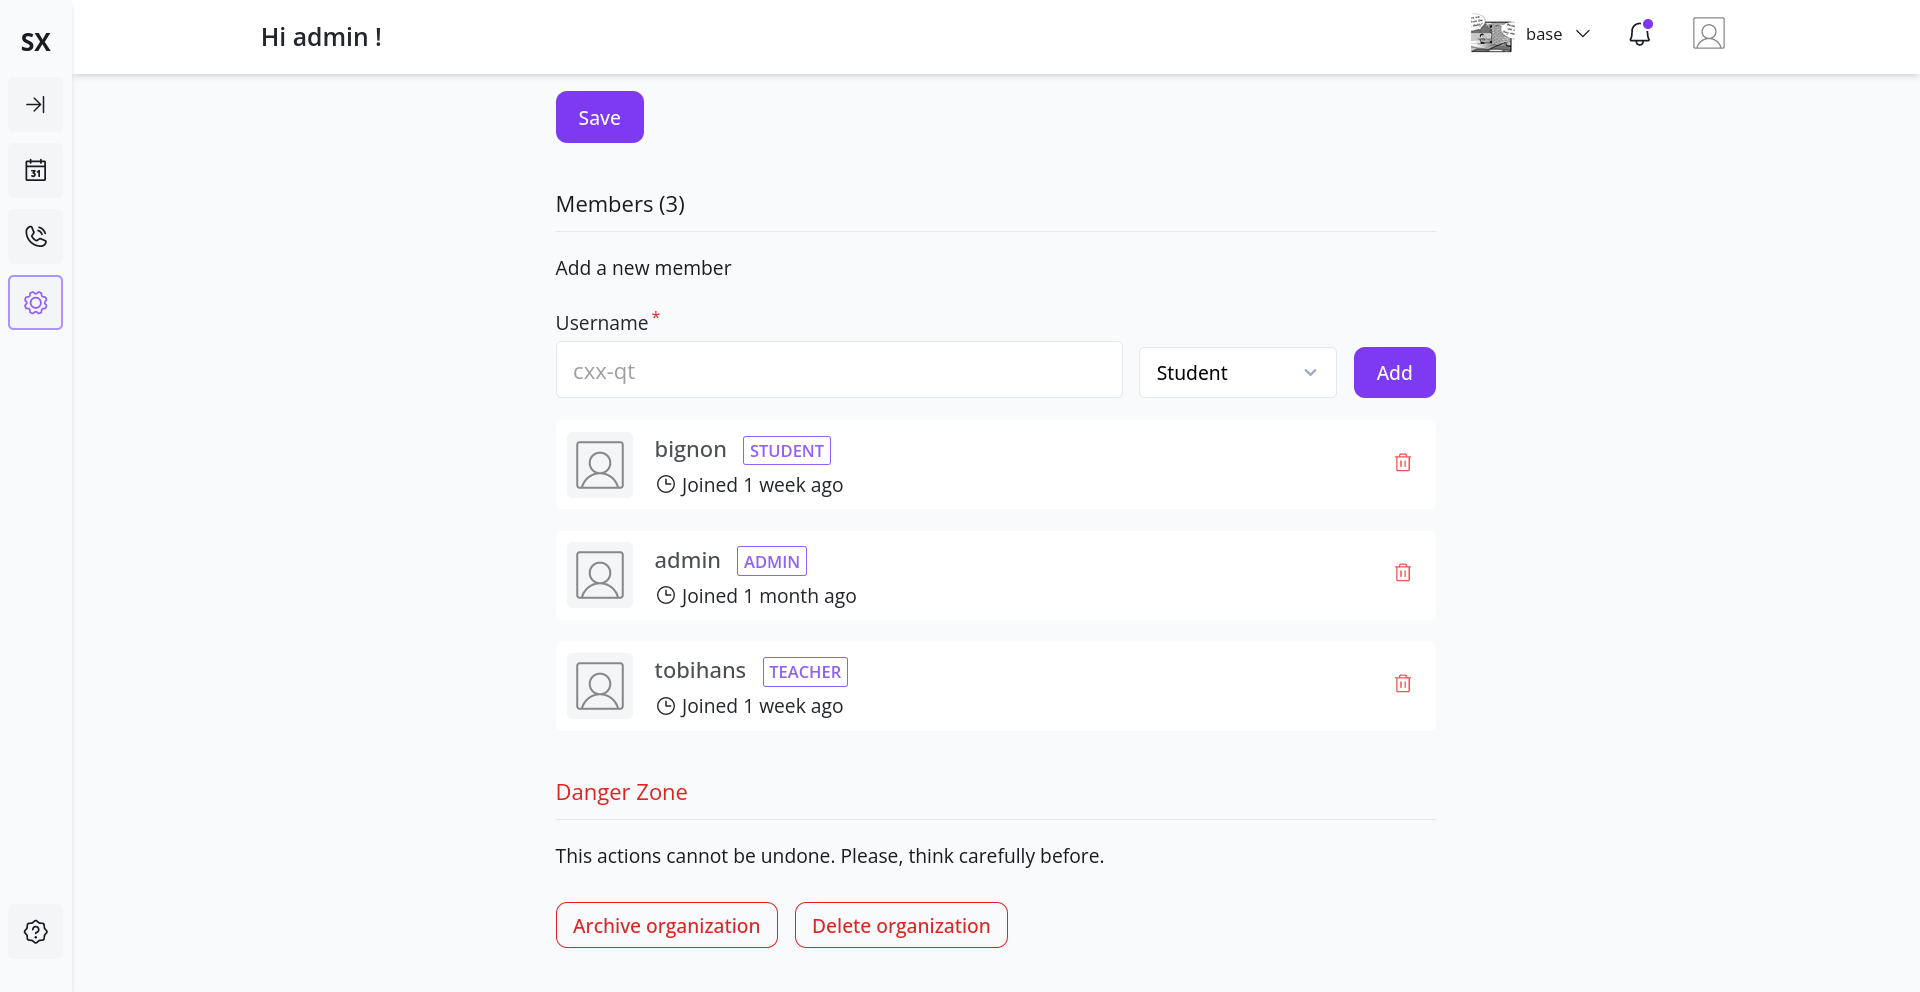 SX
Hi admin !
base
31
Save
Members (3)
Add a new member
Username *
cxx-qt
Student
Add
bignon STUDENT
Joined 1 week ago
admin ADMIN
Joined 1 month ago
tobihans TEACHER
Joined 1 week ago
Danger Zone
This actions cannot be undone. Please, think carefully before.
Archive organization
Delete organization